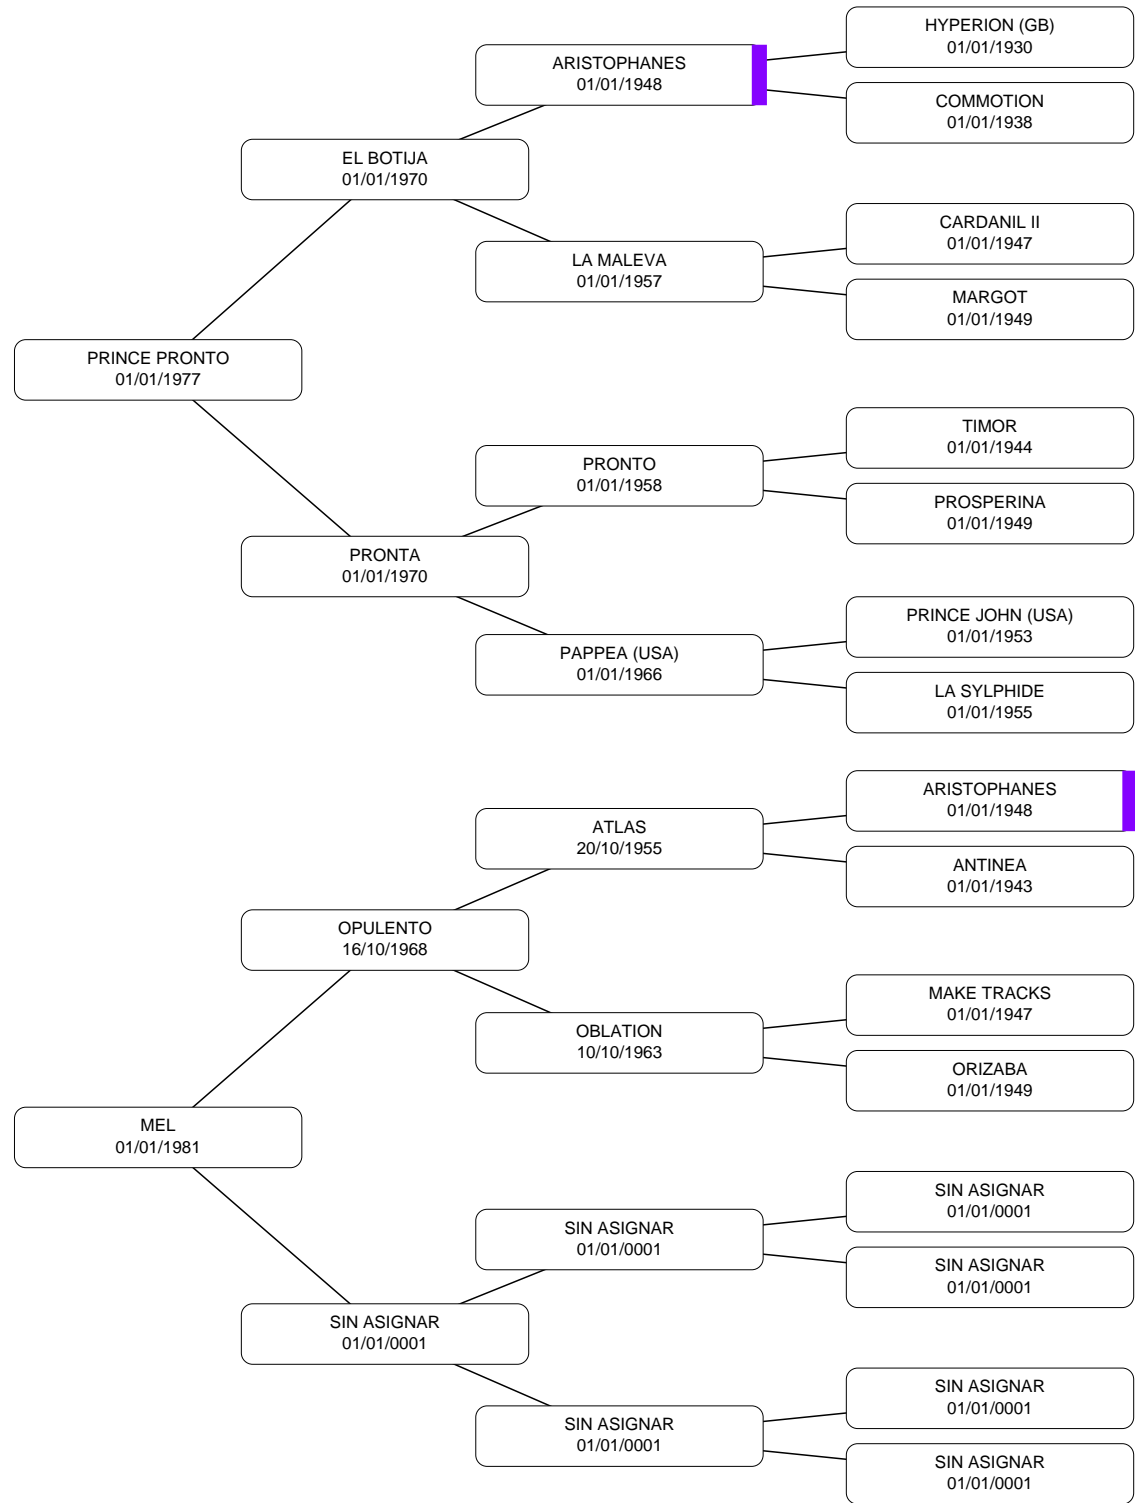 HYPERION (GB)
01/01/1930
ARISTOPHANES
01/01/1948
COMMOTION
01/01/1938
EL BOTIJA
01/01/1970
CARDANIL II
01/01/1947
LA MALEVA
01/01/1957
MARGOT
01/01/1949
PRINCE PRONTO
01/01/1977
TIMOR
01/01/1944
PRONTO
01/01/1958
PROSPERINA
01/01/1949
PRONTA
01/01/1970
PRINCE JOHN (USA)
01/01/1953
PAPPEA (USA)
01/01/1966
LA SYLPHIDE
01/01/1955
ARISTOPHANES
01/01/1948
ATLAS
20/10/1955
ANTINEA
01/01/1943
OPULENTO
16/10/1968
MAKE TRACKS
01/01/1947
OBLATION
10/10/1963
ORIZABA
01/01/1949
MEL
01/01/1981
SIN ASIGNAR
01/01/0001
SIN ASIGNAR
01/01/0001
SIN ASIGNAR
01/01/0001
SIN ASIGNAR
01/01/0001
SIN ASIGNAR
01/01/0001
SIN ASIGNAR
01/01/0001
SIN ASIGNAR
01/01/0001